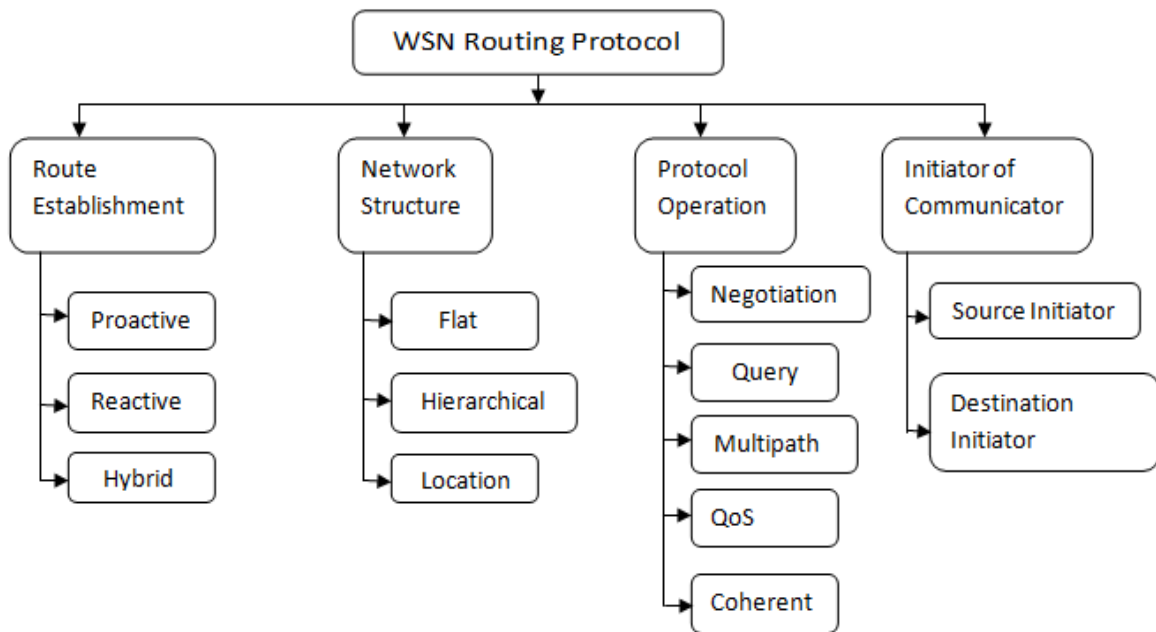 WSN Routing Protocol
Route
Establishment
Proactive
Reactive
Hybrid
Network
Structure
Flat
Hierarchical
Location
Protocol
Operation
Negotiation
Query
Multipath
QoS
Coherent
Initiator of
Communicator
Source Initiator
Destination
Initiator